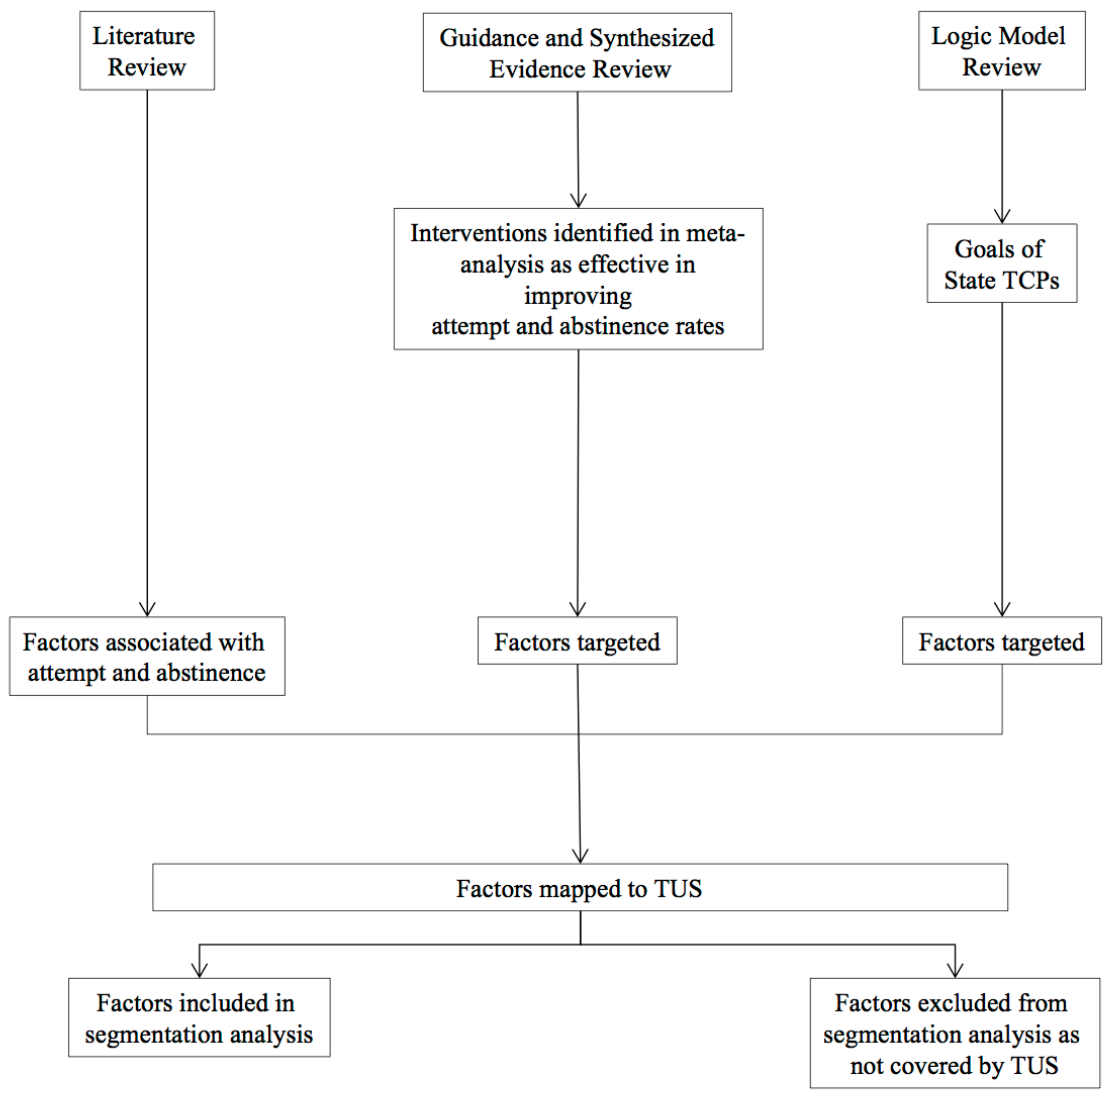 Literature
Review
Guidance and Synthesized
Evidence Review
Logic Model
Review
Interventions identified in meta-
analysis as effective in
improving
attempt and abstinence rates
Goals of
State TCPs
Factors associated with
attempt and abstinence
Factors targeted
Factors targeted
Factors mapped to TUS
Factors included in
segmentation analysis
Factors excluded from
segmentation analysis as
not covered by TUS